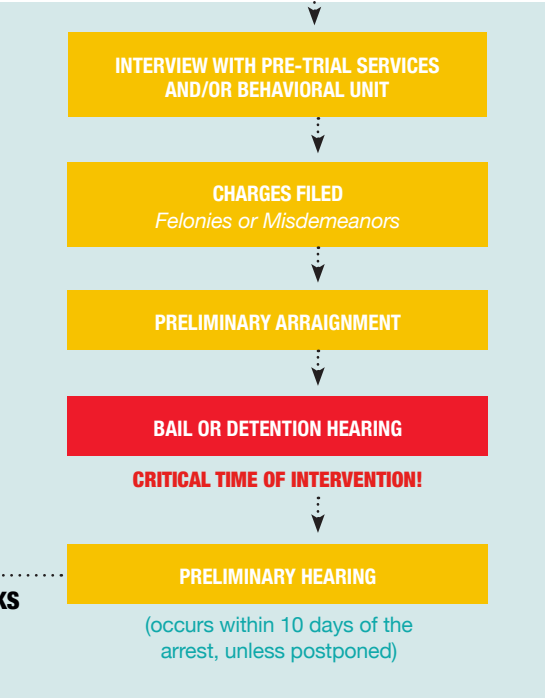 INTERVIEW WITH PRE-TRIAL SERVICES
AND/OR BEHAVIORAL UNIT
CHARGES FILED
Felonies or Misdemeanors
PRELIMINARY ARRAIGNMENT
BAIL OR DETENTION HEARING
CRITICAL TIME OF INTERVENTION!
PRELIMINARY HEARING
(occurs within 10 days of the
arrest, unless postponed)